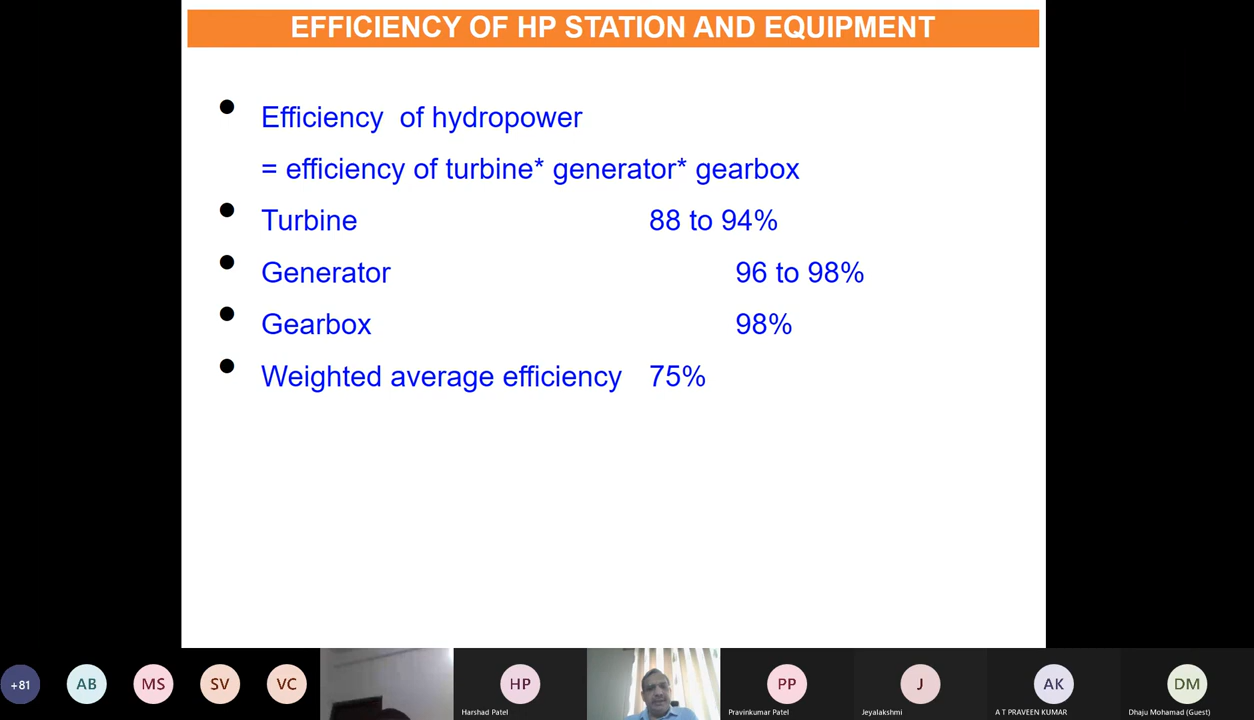 EFFICIENCY OF HP STATION AND EQUIPMENT
Efficiency of hydropower
= efficiency of turbine* generator* gearbox
Turbine 88 to 94%
Generator 96 to 98%
Gearbox 98%
Weighted average efficiency 75%
+81
AB
MS
SV
VC
HP
Harshad Patel
PP
Pravinkumar Patel
J
Jeyalakshmi
AK
A T PRAVEEN KUMAR
DM
Dhaju Mohamad (Guest)